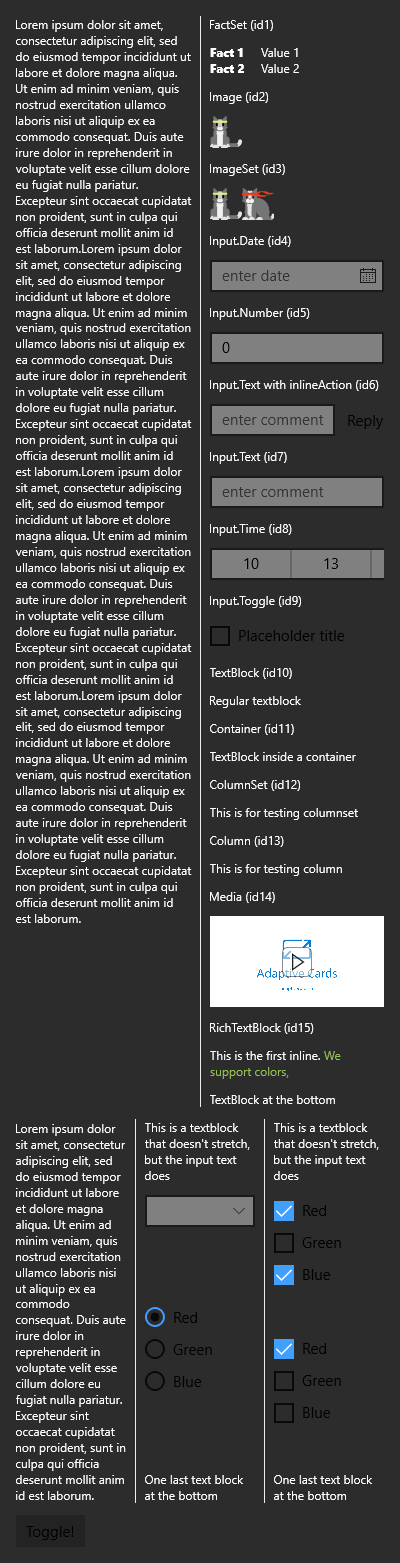 Lorem ipsum dolor sit amet,
consectetur adipiscing elit, sed
do eiusmod tempor incididunt ut
labore et dolore magna aliqua.
Ut enim ad minim veniam, quis
nostrud exercitation ullamco
laboris nisi ut aliquip ex ea
commodo consequat. Duis aute
irure dolor in reprehenderit in
voluptate velit esse cillum dolore
eu fugiat nulla pariatur.
Excepteur sint occaecat cupidatat
non proident, sunt in culpa qui
officia deserunt mollit anim id
est laborum.Lorem ipsum dolor
sit amet, consectetur adipiscing
elit, sed do eiusmod tempor
incididunt ut labore et dolore
magna aliqua. Ut enim ad minim
veniam, quis nostrud exercitation
ullamco laboris nisi ut aliquip ex
ea commodo consequat. Duis
aute irure dolor in reprehenderit
in voluptate velit esse cillum
dolore eu fugiat nulla pariatur.
Excepteur sint occaecat cupidatat
non proident, sunt in culpa qui
officia deserunt mollit anim id
est laborum.Lorem ipsum dolor
sit amet, consectetur adipiscing
elit, sed do eiusmod tempor
incididunt ut labore et dolore
magna aliqua. Ut enim ad minim
veniam, quis nostrud exercitation
ullamco laboris nisi ut aliquip ex
ea commodo consequat. Duis
aute irure dolor in reprehenderit
in voluptate velit esse cillum
dolore eu fugiat nulla pariatur.
Excepteur sint occaecat cupidatat
non proident, sunt in culpa qui
officia deserunt mollit anim id
est laborum.Lorem ipsum dolor
sit amet, consectetur adipiscing
elit, sed do eiusmod tempor
incididunt ut labore et dolore
magna aliqua. Ut enim ad minim
veniam, quis nostrud exercitation
ullamco laboris nisi ut aliquip ex
ea commodo consequat. Duis
aute irure dolor in reprehenderit
in voluptate velit esse cillum
dolore eu fugiat nulla pariatur.
Excepteur sint occaecat cupidatat
non proident, sunt in culpa qui
officia deserunt mollit anim id
est laborum.
FactSet (id1)
Fact 1 Value 1
Fact 2 Value 2
Image (id2)
ImageSet (id3)
Input.Date (id4)
enter date
Input.Number (id5)
0
Input.Text with inlineAction (id6)
enter comment Reply
Input.Text (id7)
enter comment
Input.Time (id8)
10 13
Input.Toggle (id9)
Placeholder title
TextBlock (id10)
Regular textblock
Container (id11)
TextBlock inside a container
ColumnSet (id12)
This is for testing columnset
Column (id13)
This is for testing column
Media (id14)
Adaptive Cards
RichTextBlock (id15)
This is the first inline. We
support colors,
TextBlock at the bottom
Lorem ipsum dolor
sit amet, consectetur
adipiscing elit, sed
do eiusmod tempor
incididunt ut labore
et dolore magna
aliqua. Ut enim ad
minim veniam, quis
nostrud exercitation
ullamco laboris nisi
ut aliquip ex ea
commodo
consequat. Duis aute
irure dolor in
reprehenderit in
voluptate velit esse
cillum dolore eu
fugiat nulla pariatur.
Excepteur sint
occaecat cupidatat
non proident, sunt in
culpa qui officia
deserunt mollit anim
id est laborum.
This is a textblock
that doesn't stretch,
but the input text
does
Red
Green
Blue
One last text block
at the bottom
This is a textblock
that doesn't stretch,
but the input text
does
Red
Green
Blue
Red
Green
Blue
One last text block
at the bottom
Toggle!